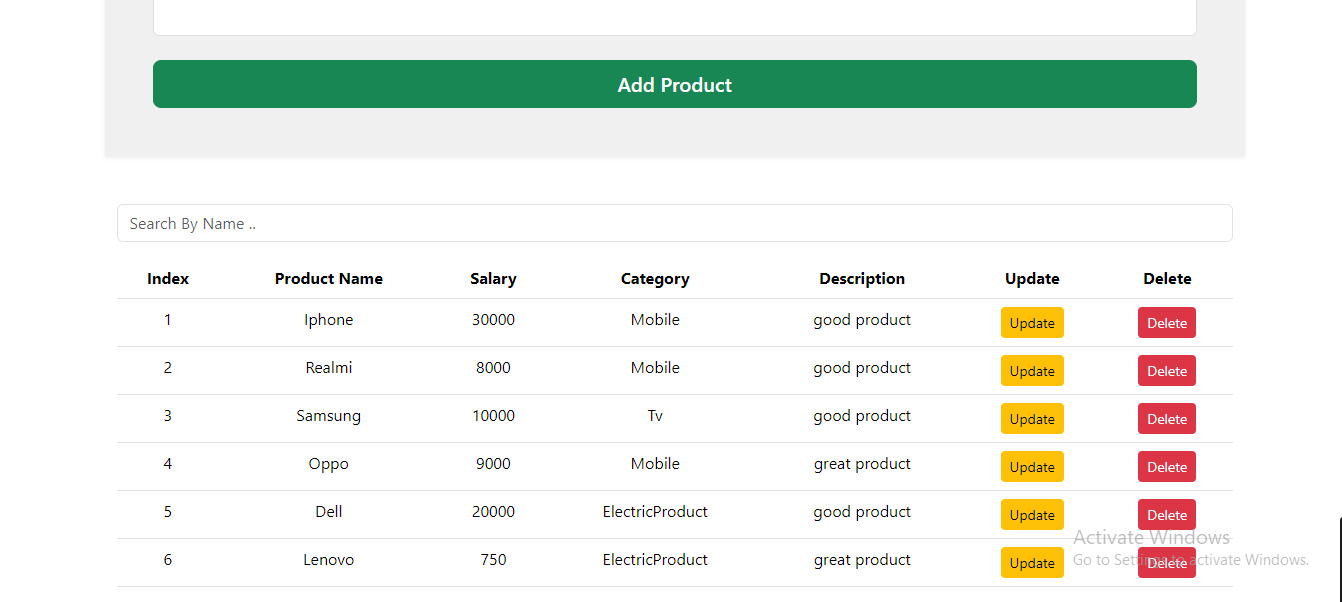 Add Product
Search By Name ..
Index Product Name Salary Category Description Update Delete
1 Iphone 30000 Mobile good product Update Delete
2 Realmi 8000 Mobile good product Update Delete
3 Samsung 10000 Tv good product Update Delete
4 Oppo 9000 Mobile great product Update Delete
5 Dell 20000 ElectricProduct good product Update Delete
6 Lenovo 750 ElectricProduct great product Update Delete
Activate Windows
Go to Settings to activate Windows.